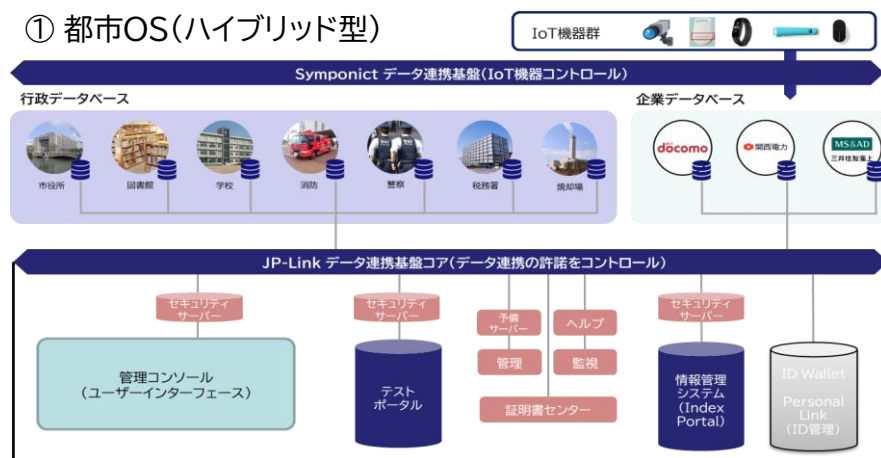 ① 都市OS(ハイブリッド型)
IoT機器群
Symponict データ連携基盤(IoT機器コントロール)
行政データベース
企業データベース
市役所
図書館
学校
消防
警察
税務署
焼却場
döcomo
関西電力
MS&AD
三井住友海上
JP-Link データ連携基盤コア(データ連携の許諾をコントロール)
セキュリティ
サーバー
セキュリティ
サーバー
予備
サーバー
ヘルプ
セキュリティ
サーバー
管理コンソール
(ユーザーインターフェース)
テスト
ポータル
管理
監視
証明書センター
情報管理
システム
(Index
Portal)
ID Wallet
Personal
Link
(ID管理)